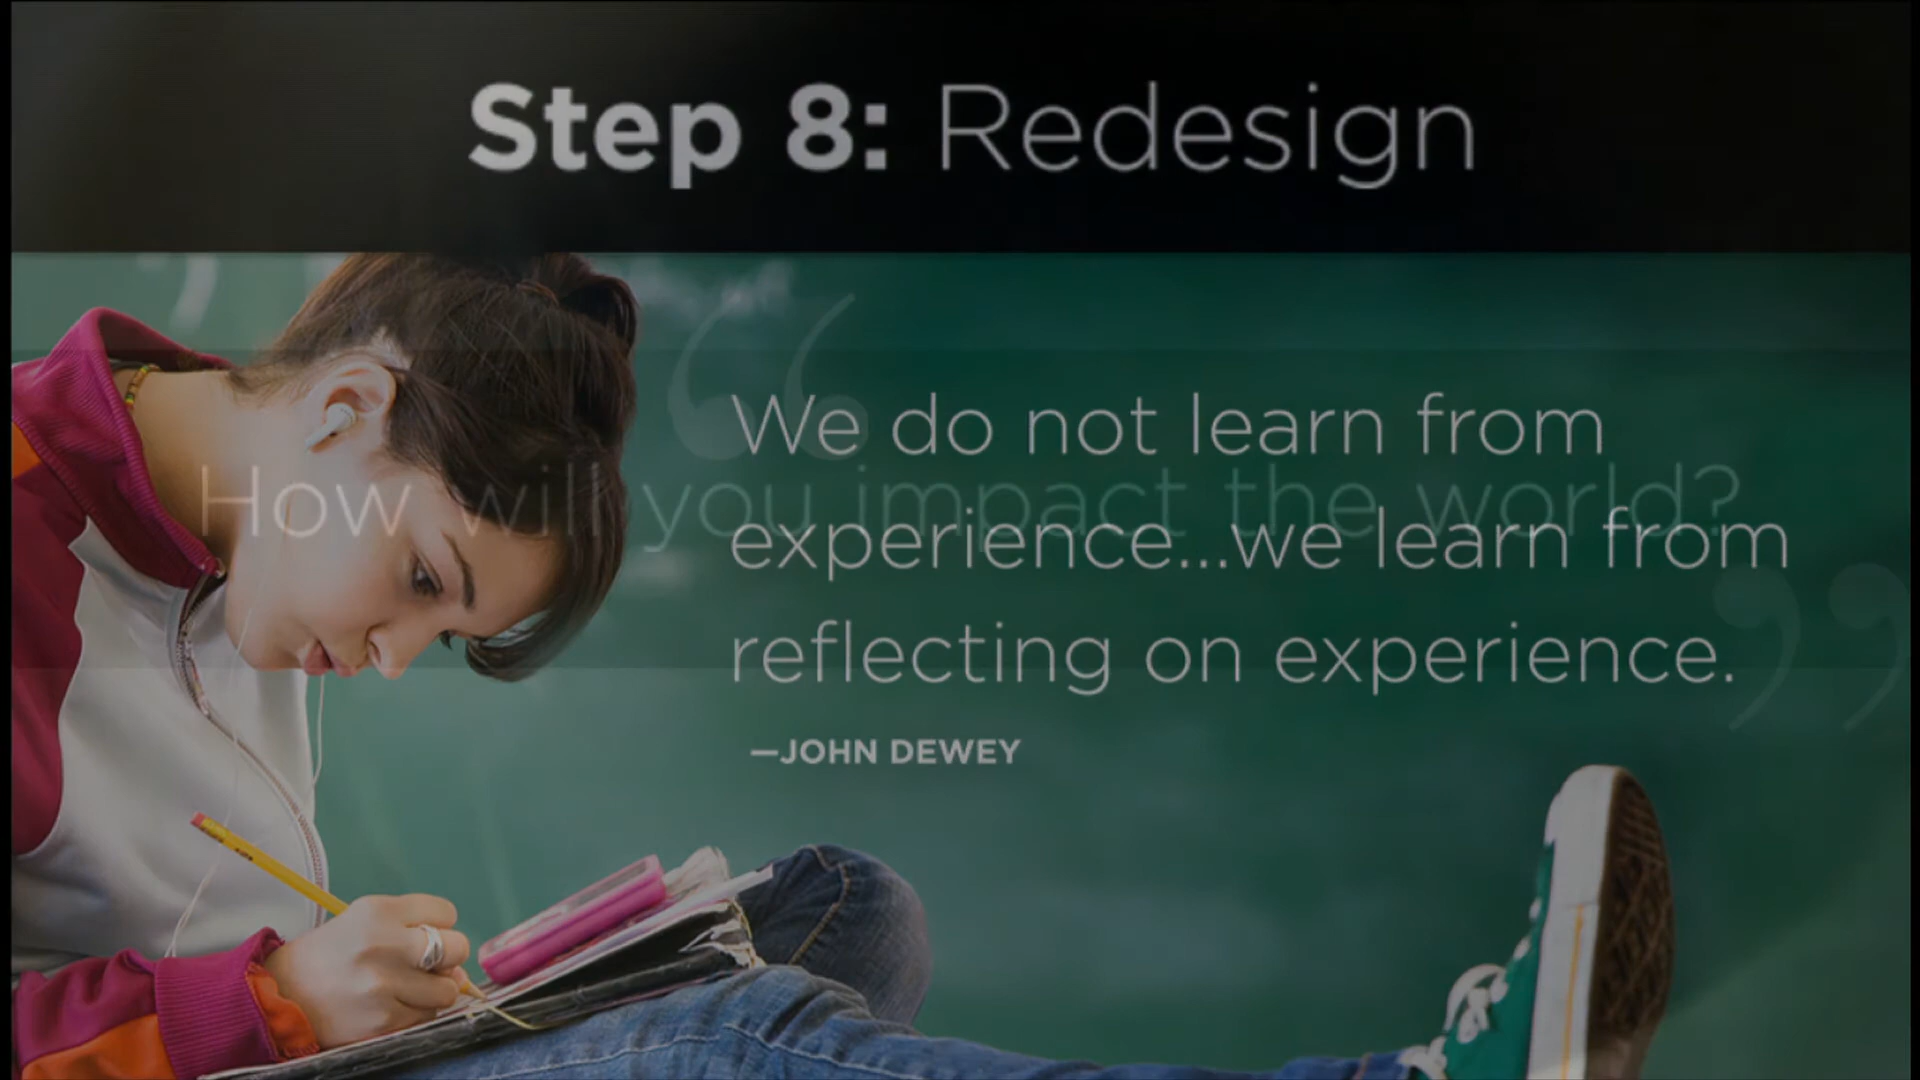 Step 8: Redesign
“
We do not learn from
How will you impact the world?
experience...we learn from
reflecting on experience.
”
—JOHN DEWEY